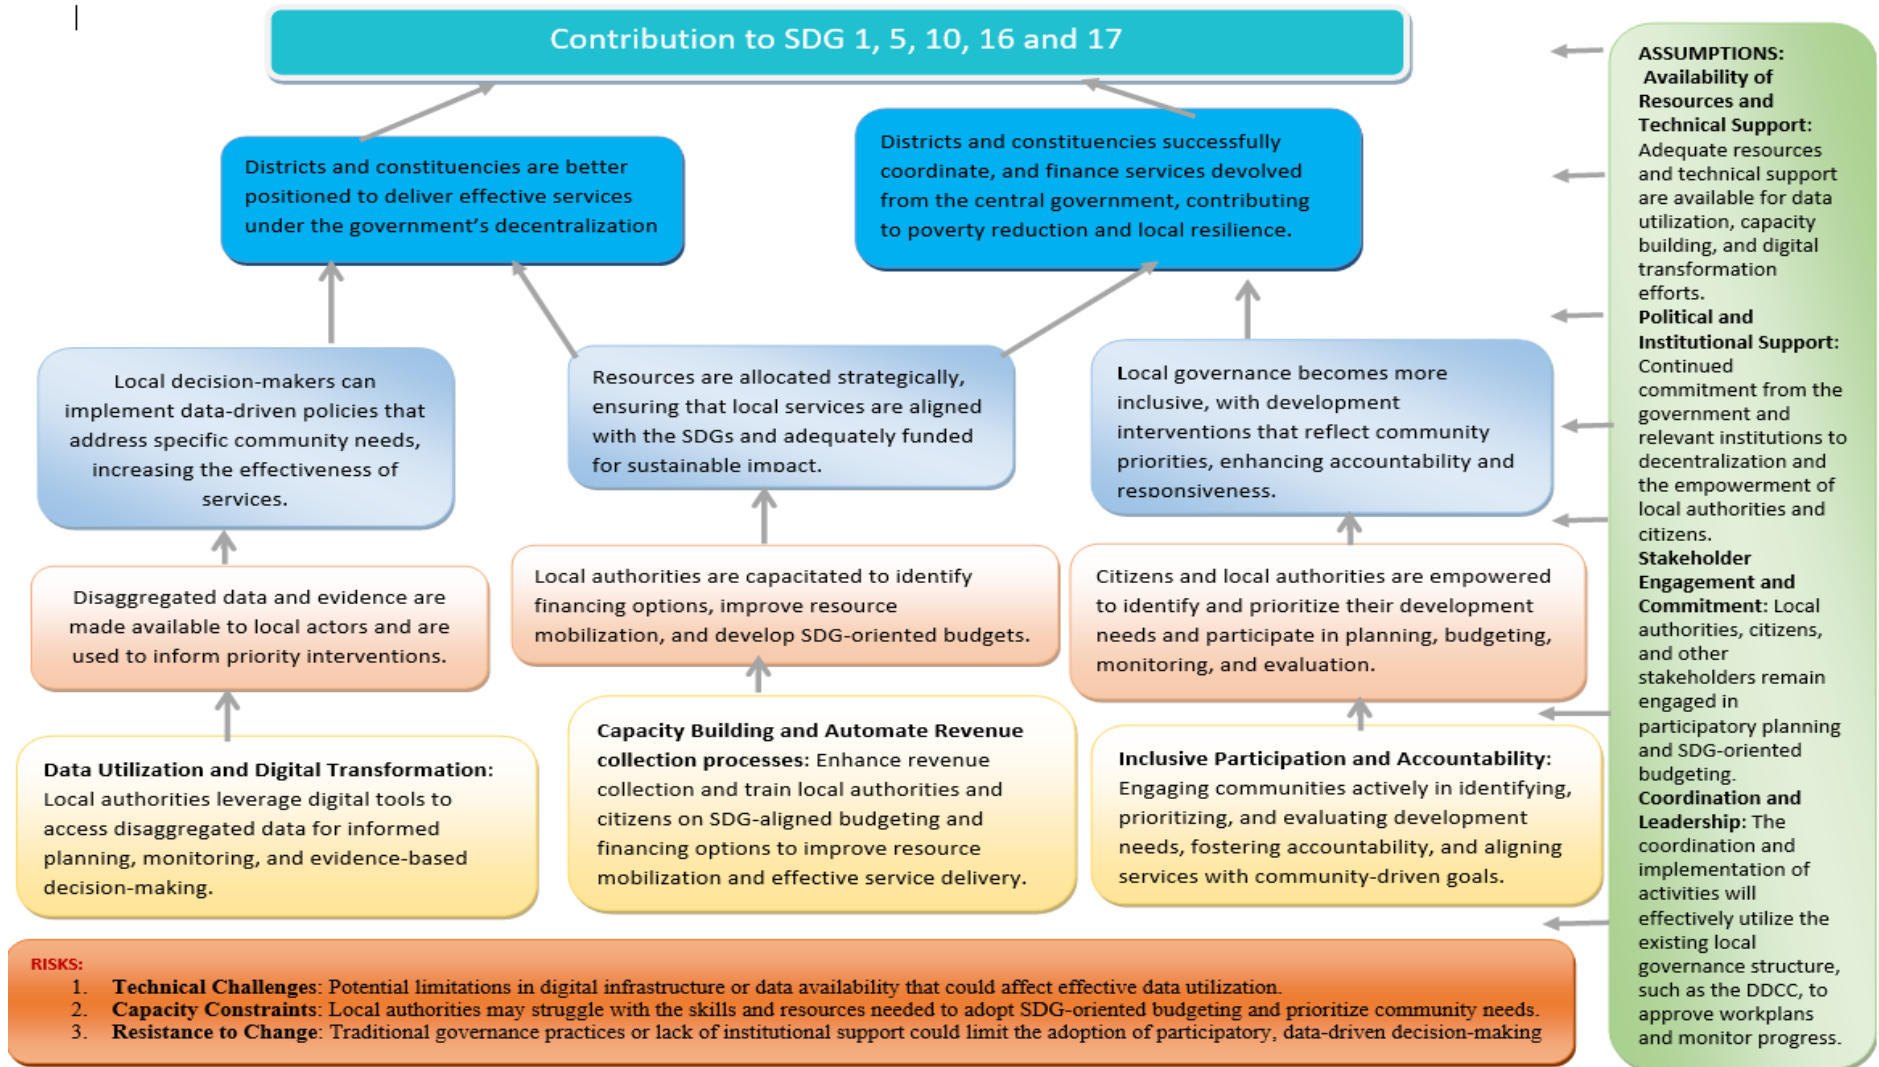 Contribution to SDG 1, 5, 10, 16 and 17
Districts and constituencies are better
positioned to deliver effective services
under the government's decentralization
Districts and constituencies successfully
coordinate, and finance services devolved
from the central government, contributing
to poverty reduction and local resilience.
Local decision-makers can
implement data-driven policies that
address specific community needs,
increasing the effectiveness of
services.
Resources are allocated strategically,
ensuring that local services are aligned
with the SDGs and adequately funded
for sustainable impact.
Local governance becomes more
inclusive, with development
interventions that reflect community
priorities, enhancing accountability and
responsiveness.
Disaggregated data and evidence are
made available to local actors and are
used to inform priority interventions.
Local authorities are capacitated to identify
financing options, improve resource
mobilization, and develop SDG-oriented budgets.
Citizens and local authorities are empowered
to identify and prioritize their development
needs and participate in planning, budgeting,
monitoring, and evaluation.
Data Utilization and Digital Transformation:
Local authorities leverage digital tools to
access disaggregated data for informed
planning, monitoring, and evidence-based
decision-making.
Capacity Building and Automate Revenue
collection processes: Enhance revenue
collection and train local authorities and
citizens on SDG-aligned budgeting and
financing options to improve resource
mobilization and effective service delivery.
Inclusive Participation and Accountability:
Engaging communities actively in identifying,
prioritizing, and evaluating development
needs, fostering accountability, and aligning
services with community-driven goals.
RISKS:
1. Technical Challenges: Potential limitations in digital infrastructure or data availability that could affect effective data utilization.
2. Capacity Constraints: Local authorities may struggle with the skills and resources needed to adopt SDG-oriented budgeting and prioritize community needs.
3. Resistance to Change: Traditional governance practices or lack of institutional support could limit the adoption of participatory, data-driven decision-making
ASSUMPTIONS:
Availability of
Resources and
Technical Support:
Adequate resources
and technical support
are available for data
utilization, capacity
building, and digital
transformation
efforts.
Political and
Institutional Support:
Continued
commitment from the
government and
relevant institutions to
decentralization and
the empowerment of
local authorities and
citizens.
Stakeholder
Engagement and
Commitment: Local
authorities, citizens,
and other
stakeholders remain
engaged in
participatory planning
and SDG-oriented
budgeting.
Coordination and
Leadership: The
coordination and
implementation of
activities will
effectively utilize the
existing local
governance structure,
such as the DDCC, to
approve workplans
and monitor progress.